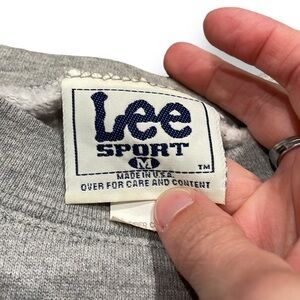 Lee
SPORT
M
TM
MADE IN U.S.A.
OVER FOR CARE AND CONTENT